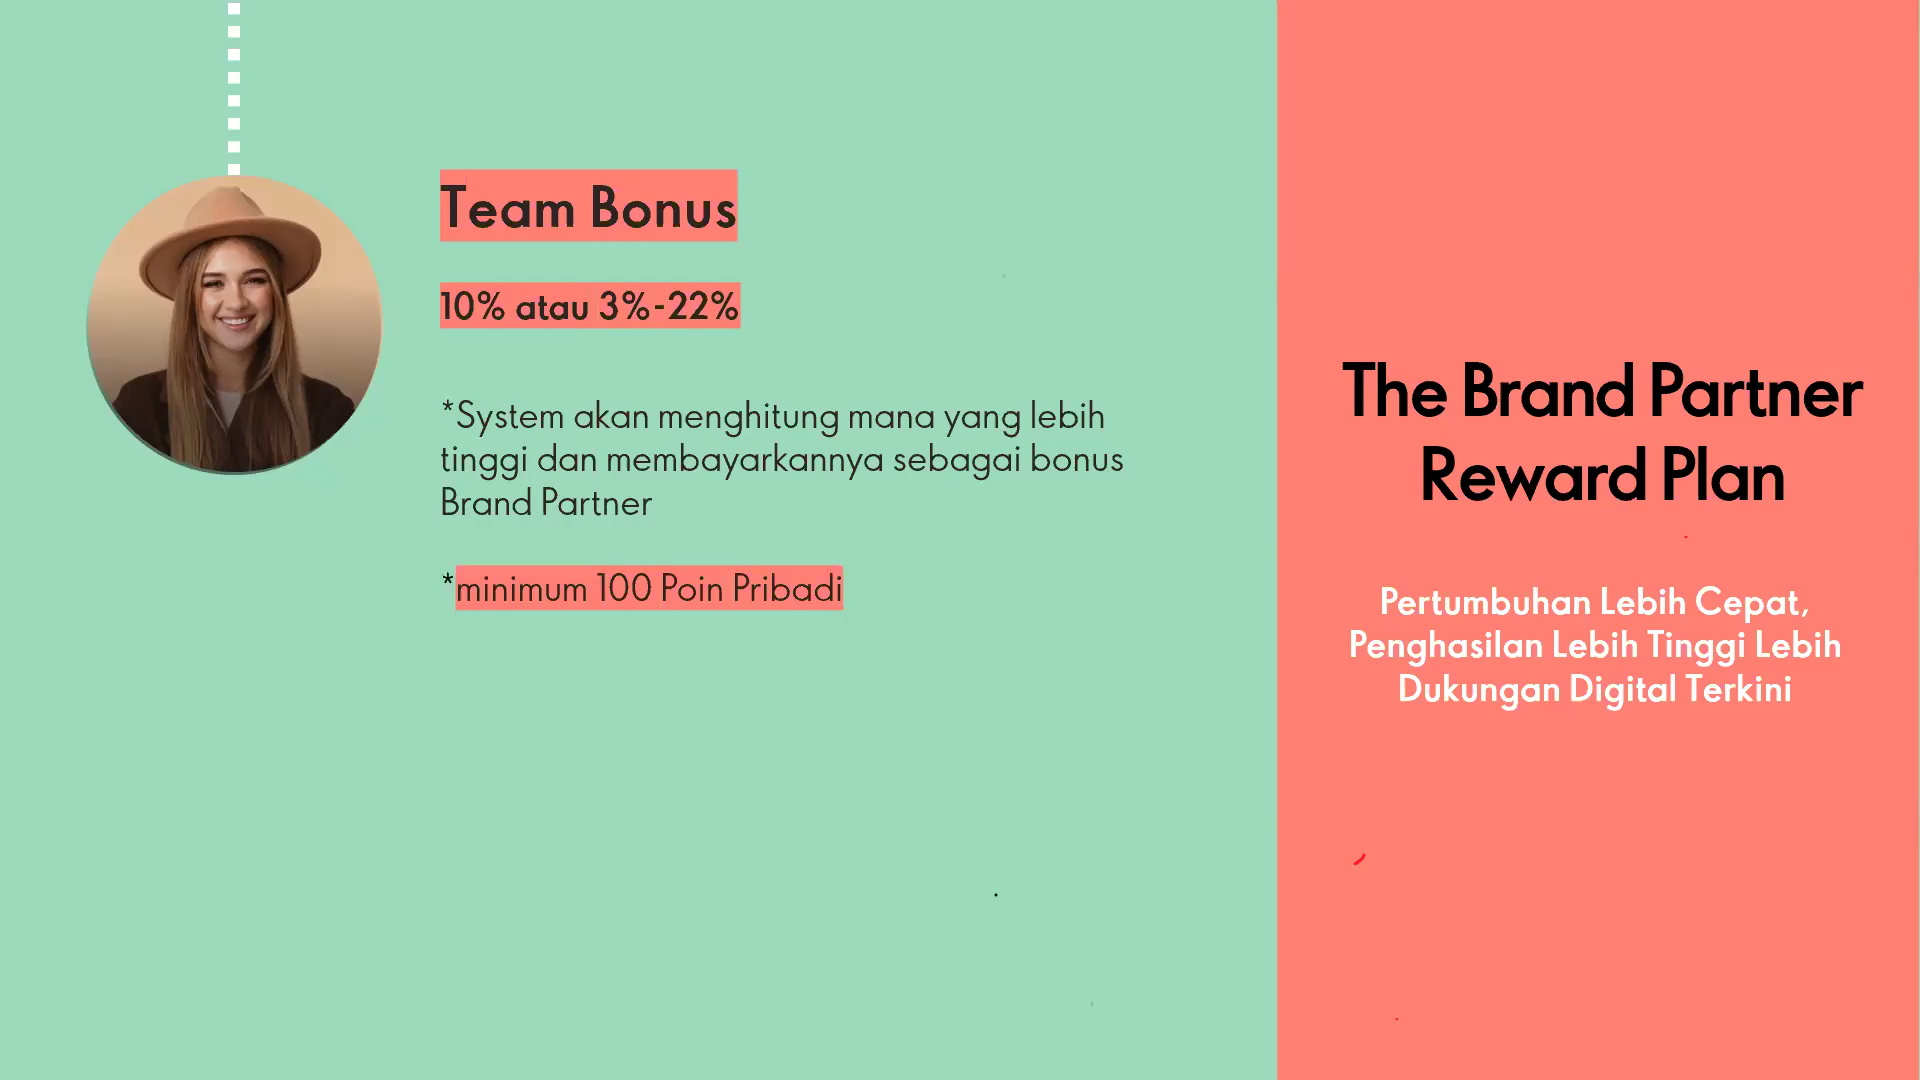 Team Bonus
10% atau 3%-22%
*System akan menghitung mana yang lebih
tinggi dan membayarkannya sebagai bonus
Brand Partner
*minimum 100 Poin Pribadi
The Brand Partner
Reward Plan
Pertumbuhan Lebih Cepat,
Penghasilan Lebih Tinggi Lebih
Dukungan Digital Terkini